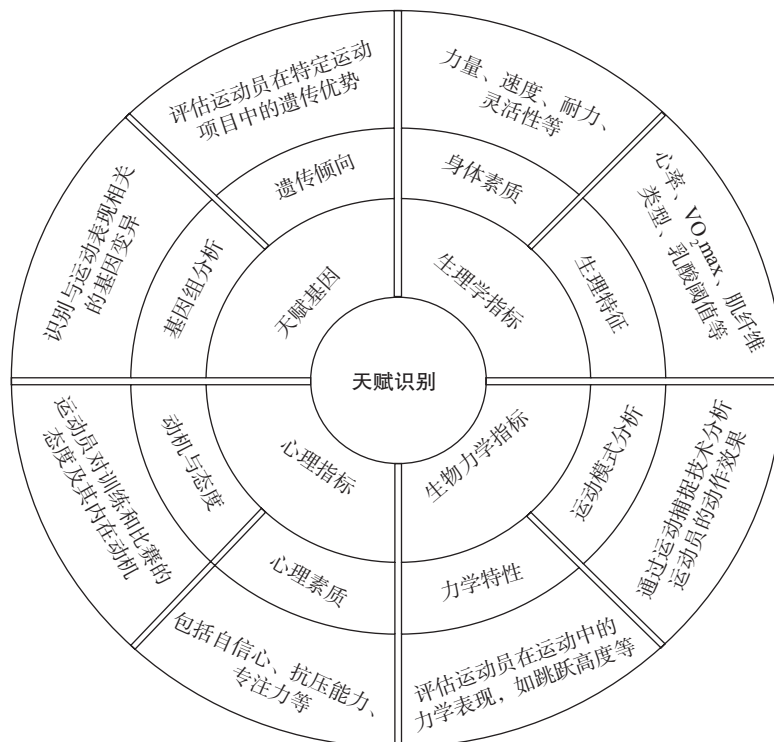 评估运动员在特定运动
项目中的遗传优势
力量、速度、耐力、
灵活性等
遗传倾向
身体素质
识别与运动表现相关
的基因变异
基因组分析
天赋基因
生理学指标
生理特征
心率、VO₂max、肌纤维
类型、乳酸阈值等
天赋识别
运动员对训练和比赛的
态度及其内在动机
动机与态度
心理指标
生物力学指标
运动模式分析
通过运动捕捉技术分析
运动员的动作效果
心理素质
力学特性
包括自信心、抗压能力、
专注力等
评估运动员在运动中的
力学表现，如跳跃高度等